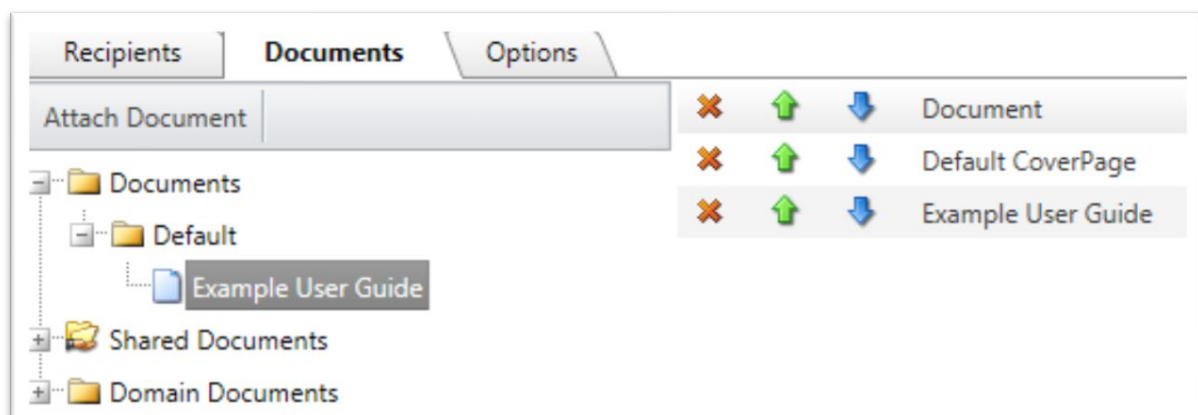 Recipients Documents Options
Attach Document
Documents
Default
Example User Guide
Shared Documents
Domain Documents
Document
Default CoverPage
Example User Guide